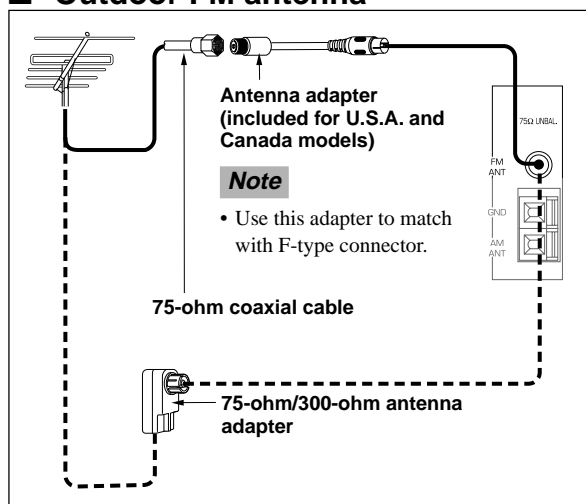 ■ Outdoor FM antenna
Antenna adapter
(included for U.S.A. and
Canada models)
Note
• Use this adapter to match
with F-type connector.
75-ohm coaxial cable
75Ω UNBAL.
FM
ANT
GND
AM
ANT
75-ohm/300-ohm antenna
adapter